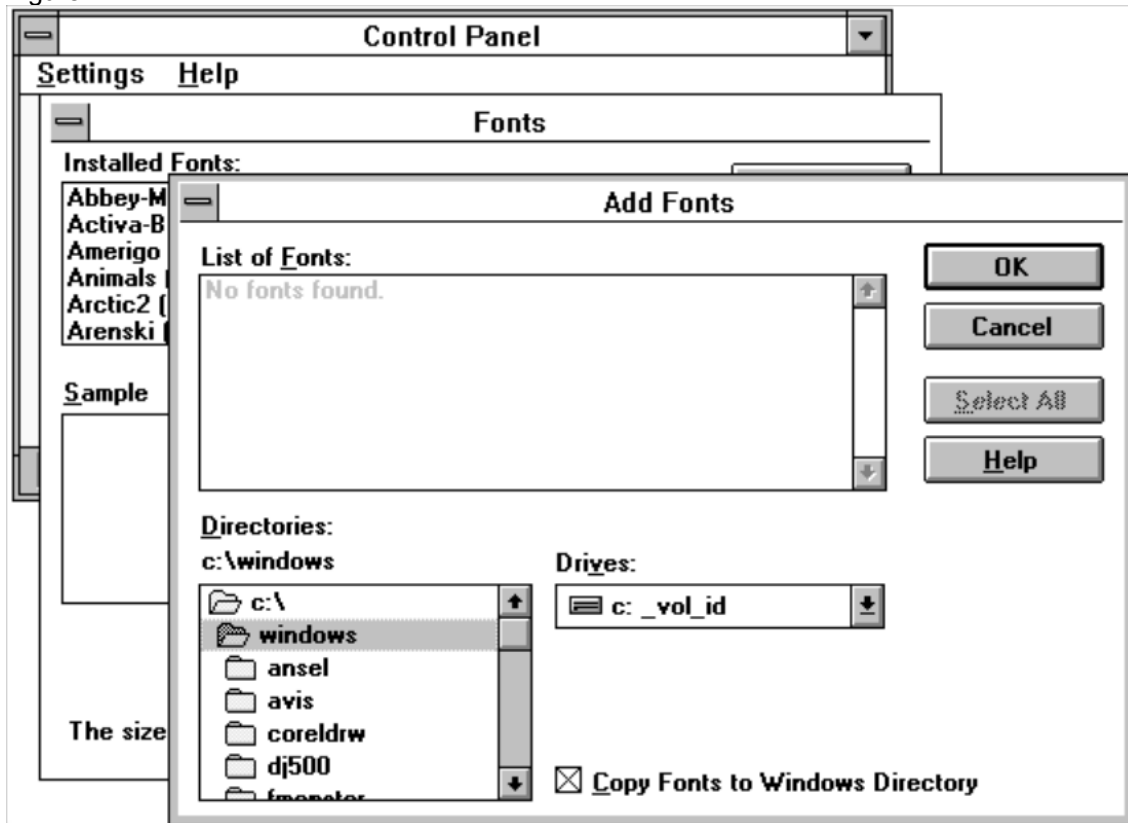 Control Panel
Settings Help
Fonts
Installed Fonts:
Abbey-M
Activa-B
Amerigo
Animals (
Arctic2 (
Arenski (
Sample
The size
Add Fonts
List of Fonts:
No fonts found.
OK
Cancel
Select All
Help
Directories:
c:\windows
c:\
windows
ansel
avis
coreldrw
dj500
Drives:
c: _vol_id
Copy Fonts to Windows Directory